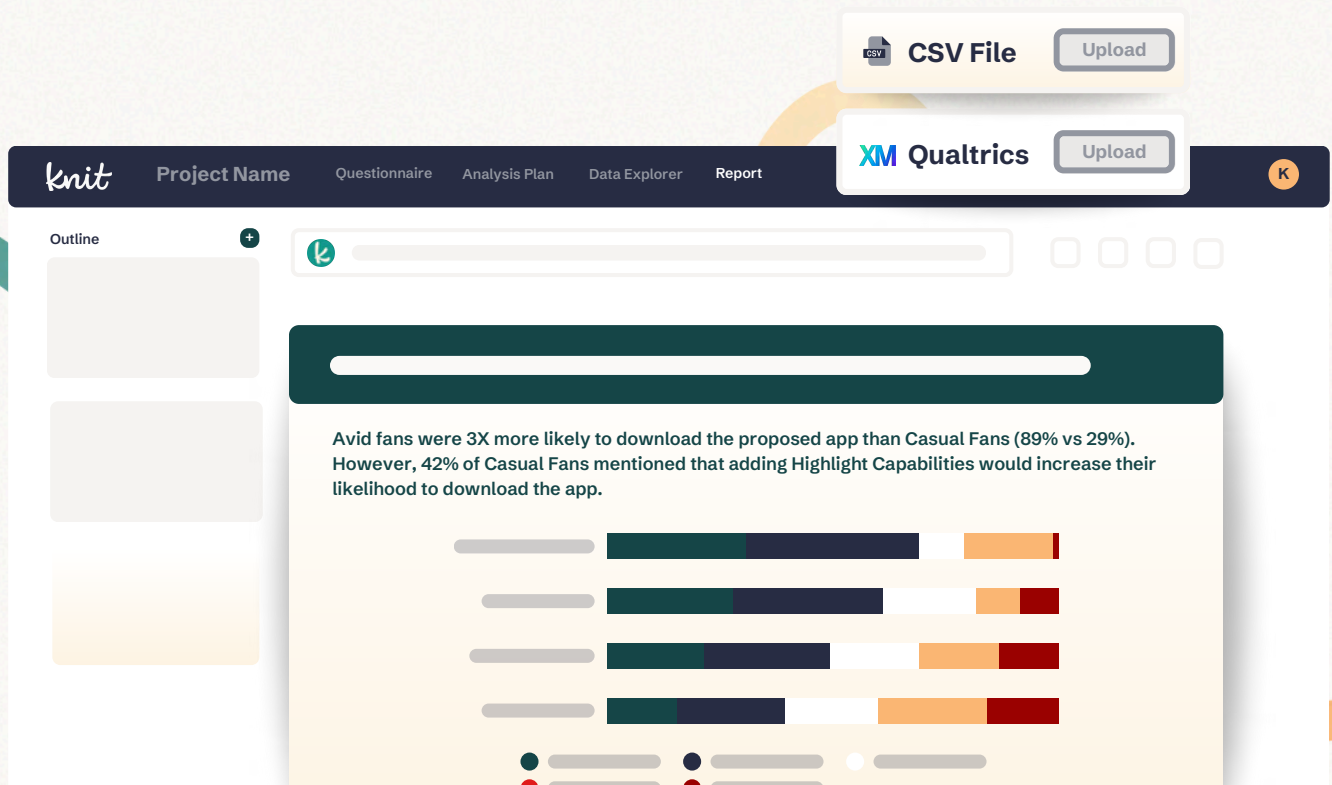 CSV
CSV File
Upload
XM
Qualtrics
Upload
knit
Project Name
Questionnaire
Analysis Plan
Data Explorer
Report
K
Outline
+
k
Avid fans were 3X more likely to download the proposed app than Casual Fans (89% vs 29%).
However, 42% of Casual Fans mentioned that adding Highlight Capabilities would increase their
likelihood to download the app.